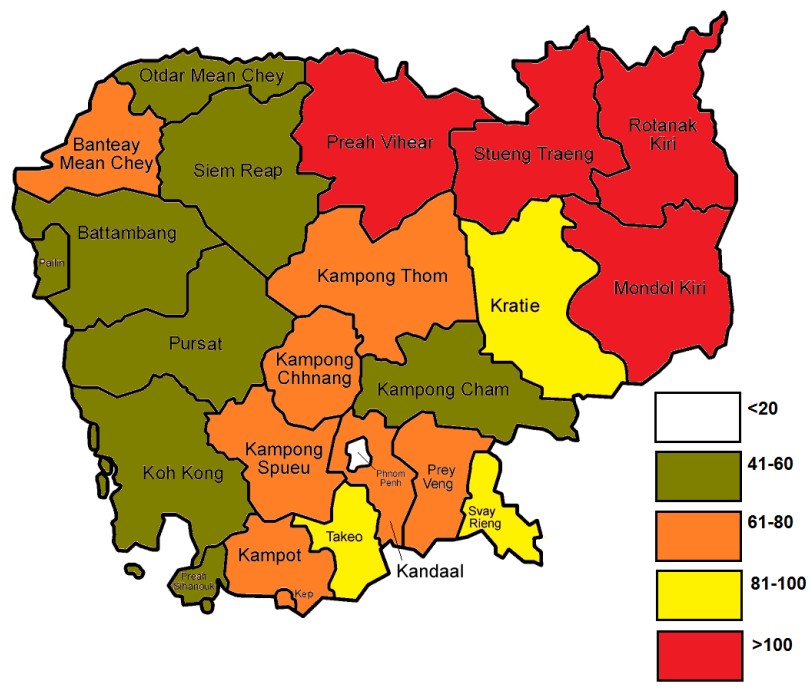 Otdar Mean Chey
Banteay
Mean Chey
Siem Reap
Preah Vihear
Stueng Traeng
Rotanak
Kiri
Battambang
Pailin
Kampong Thom
Kratie
Mondol Kiri
Pursat
Kampong
Chhnang
Kampong Cham
Koh Kong
Kampong
Spueu
Phnom
Penh
Prey
Veng
Svay
Rieng
Takeo
Kampot
Kandaal
Preah
Sihanouk
Kep
<20
41-60
61-80
81-100
>100